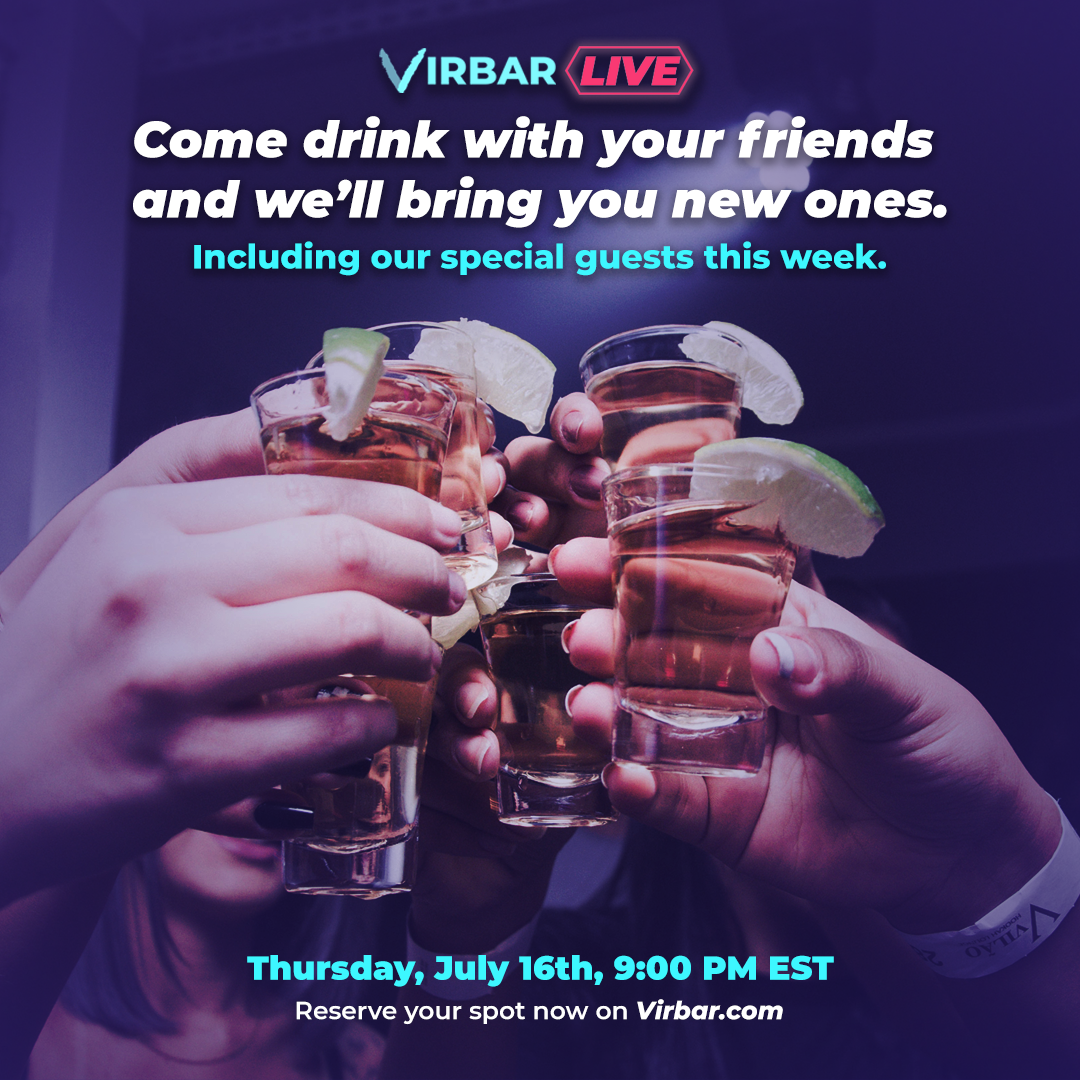 VIRBAR LIVE
Come drink with your friends
and we'll bring you new ones.
Including our special guests this week.
VILÃO
Thursday, July 16th, 9:00 PM EST
Reserve your spot now on Virbar.com